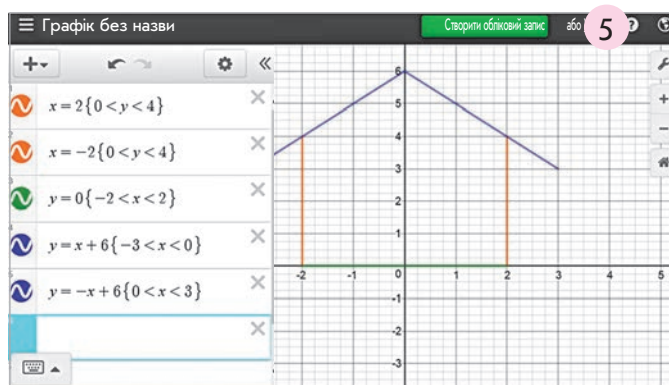 Графік без назви
Створити обліковий запис
або
5
?
x = 2{0 < y < 4}
x = −2{0 < y < 4}
y = 0{−2 < x < 2}
y = x + 6{−3 < x < 0}
y = −x + 6{0 < x < 3}
6
5
4
3
2
1
-2 -1 0 1 2 3 4 5
-1
-2
-3